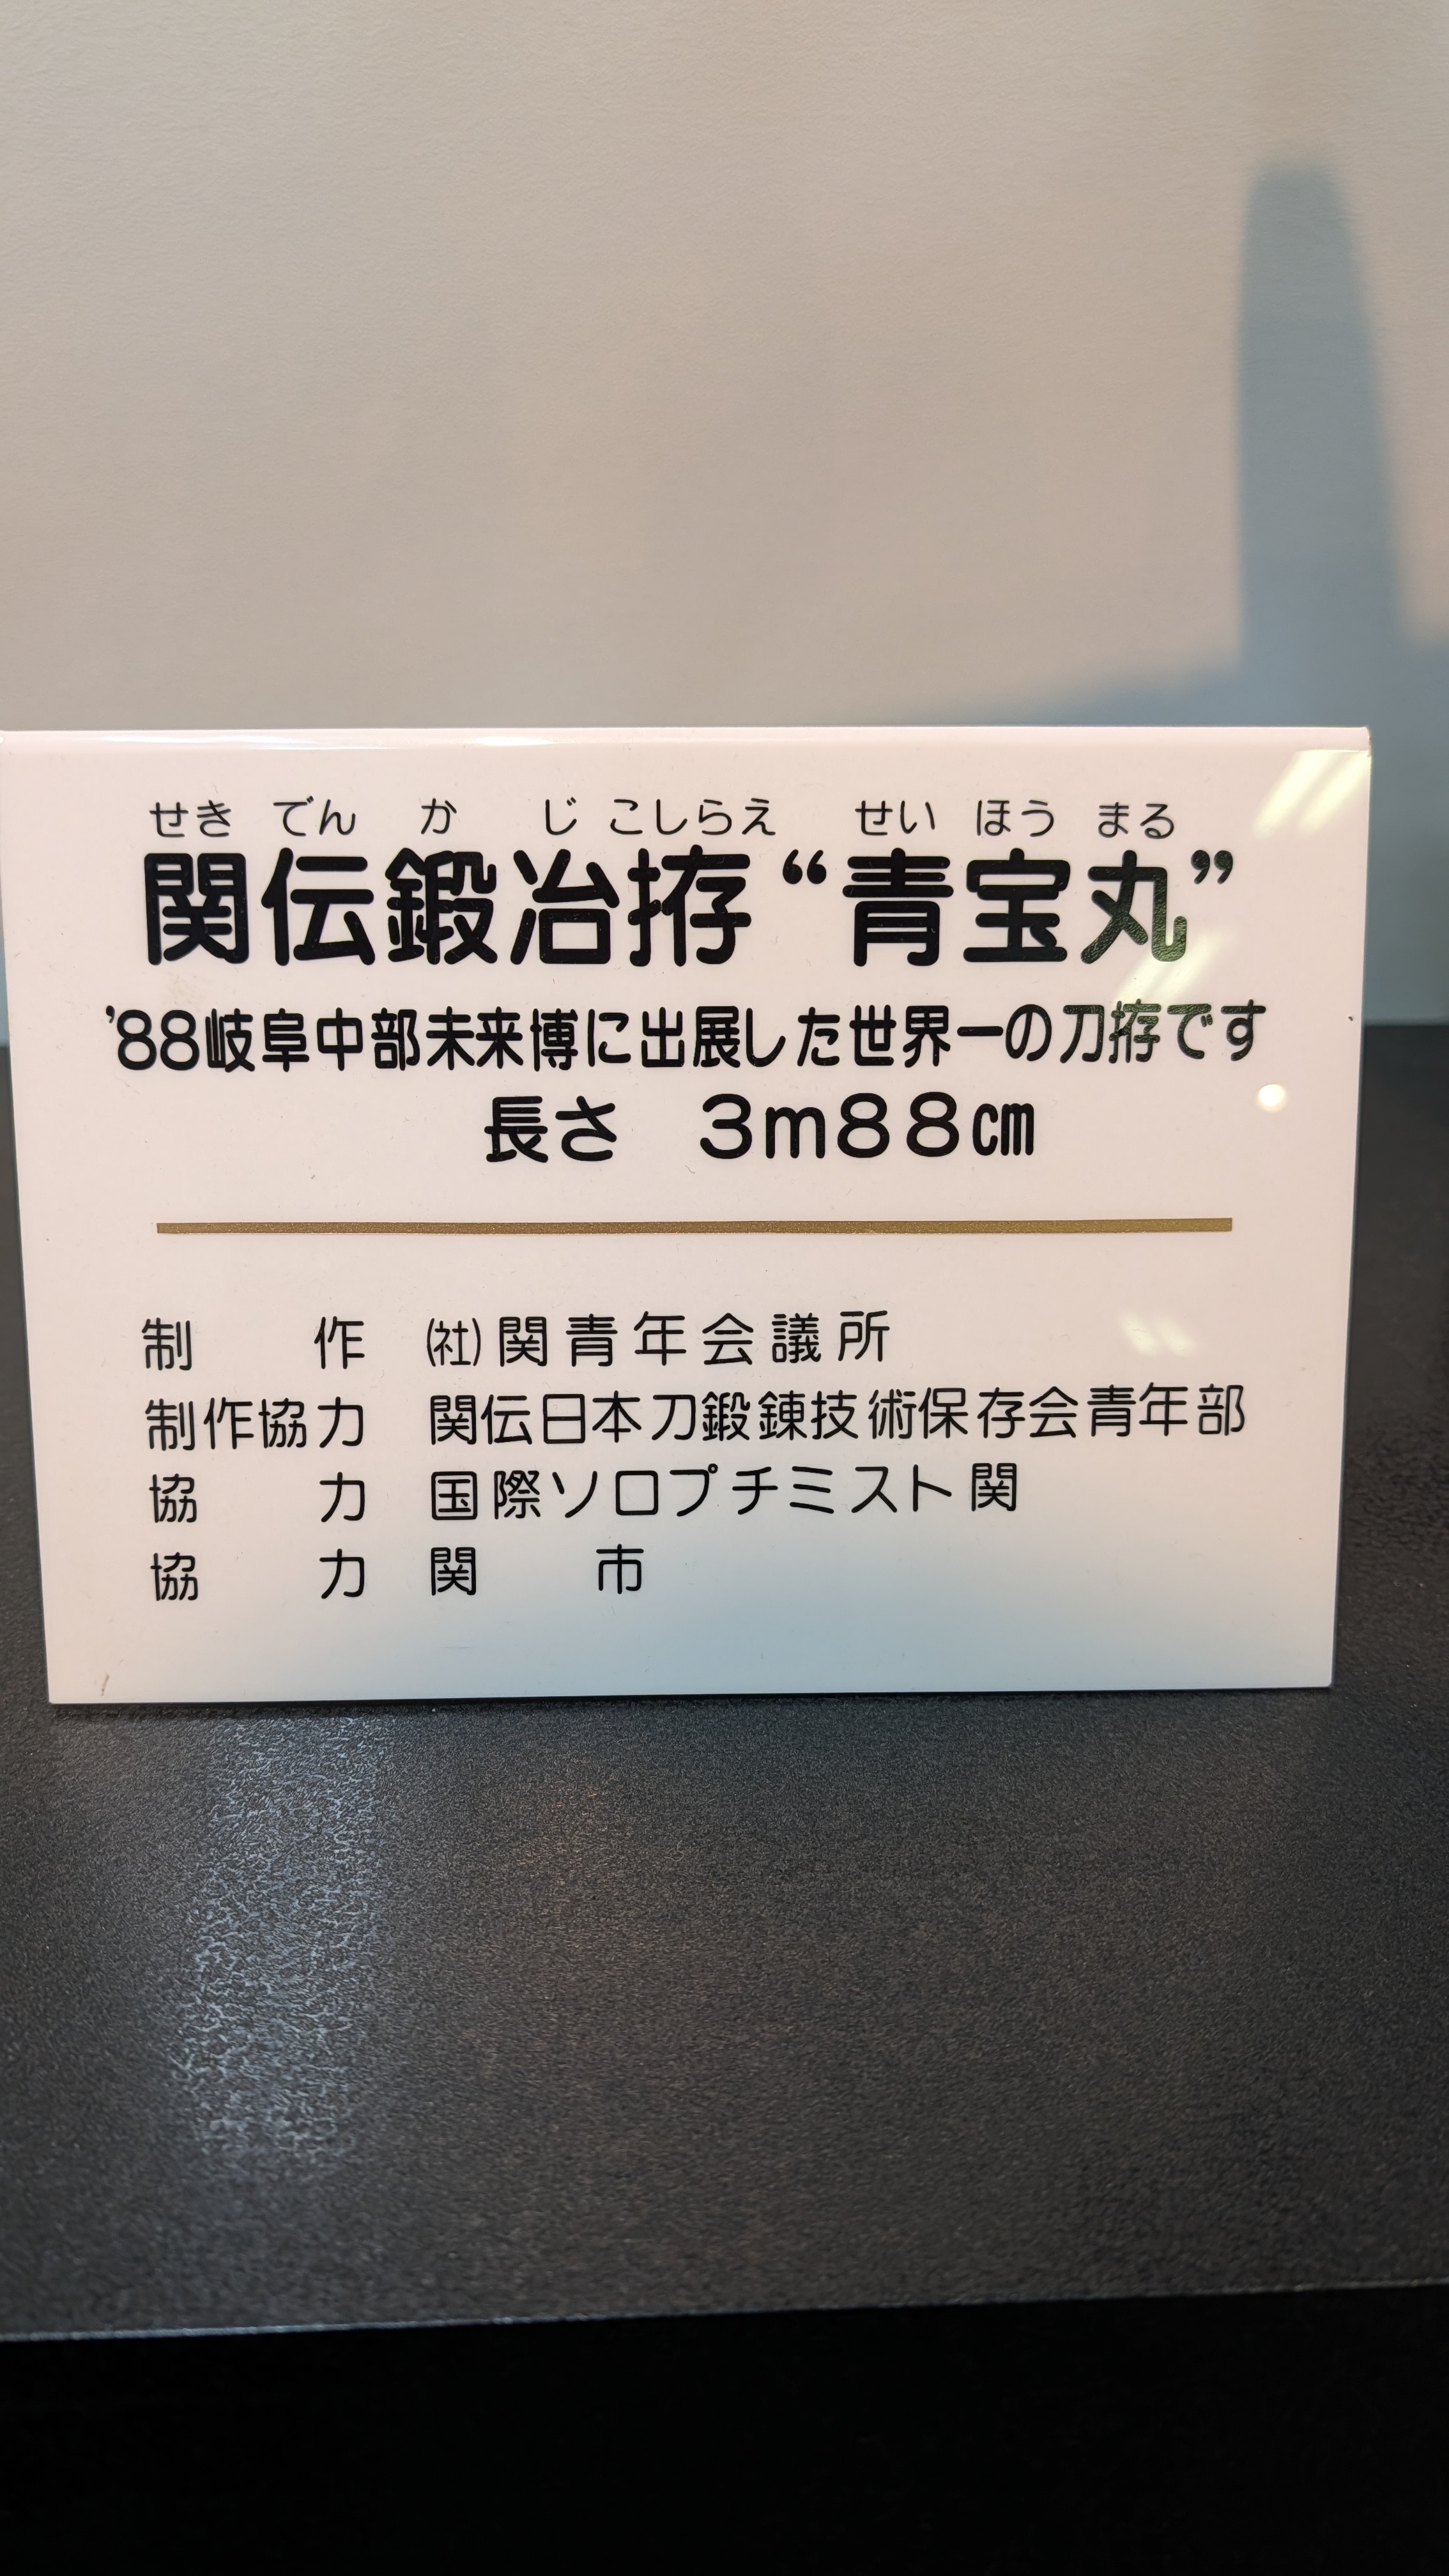 せき でん か じ こしらえ せい ほう まる
関伝鍛冶拵“青宝丸”
’88岐阜中部未来博に出展した世界一の刀拵です
長さ 3m88㎝
制作 ㈳関青年会議所
制作協力 関伝日本刀鍛錬技術保存会青年部
協力 国際ソロプチミスト関
協力 関市